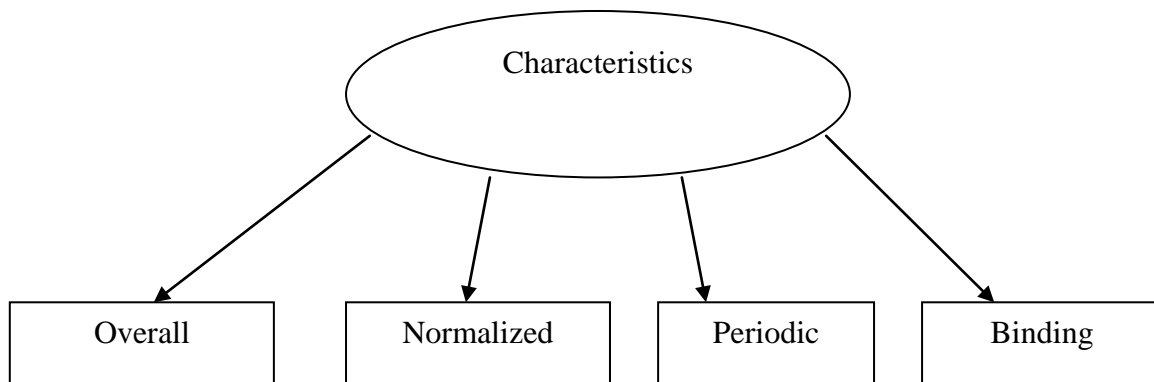 Characteristics
Overall
Normalized
Periodic
Binding